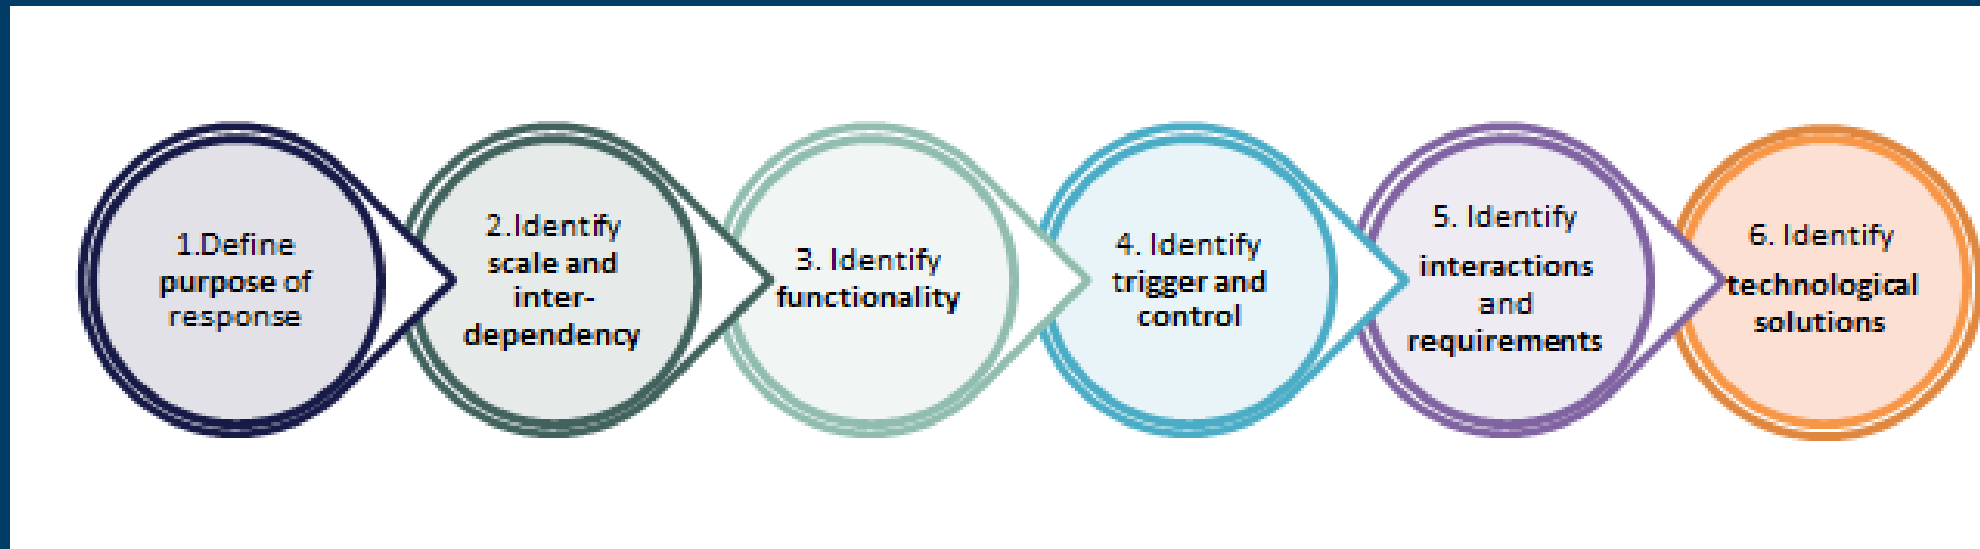 1.Define
purpose of
response
2.Identify
scale and
inter-
dependency
3. Identify
functionality
4. Identify
trigger and
control
5. Identify
interactions
and
requirements
6. Identify
technological
solutions